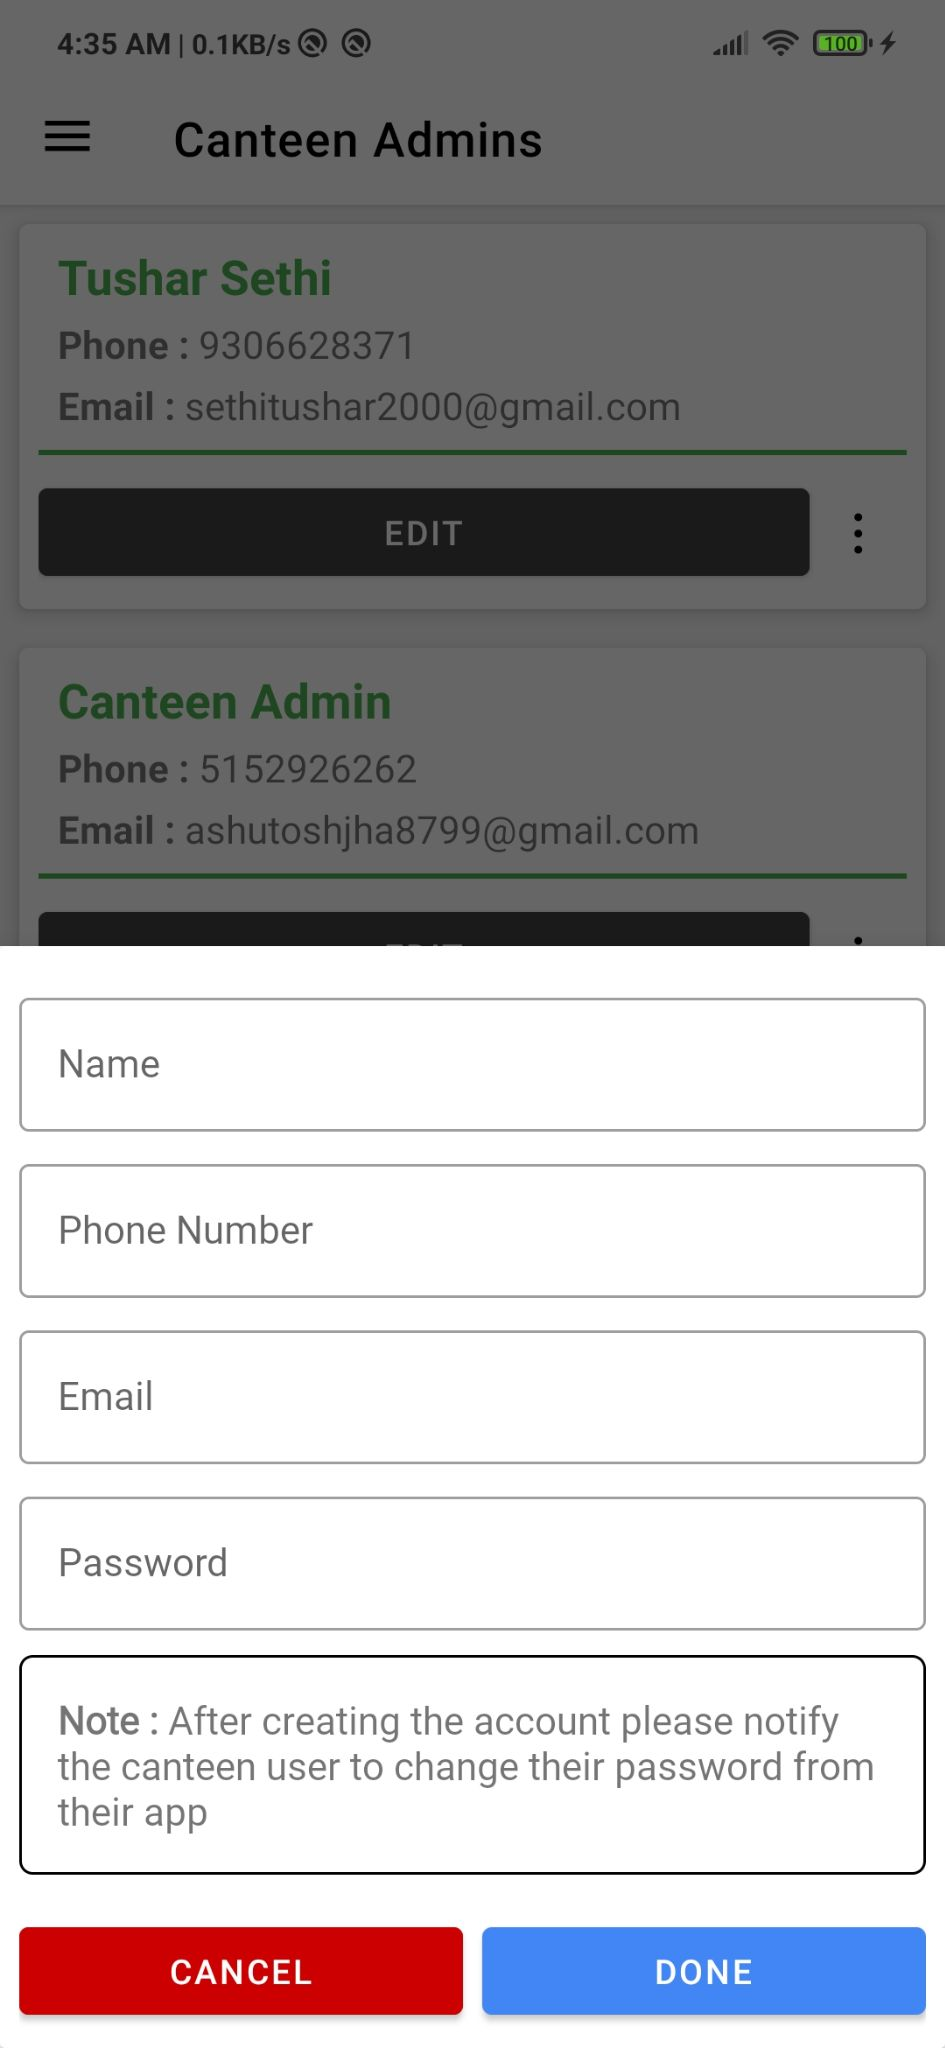 4:35 AM | 0.1KB/s
100
Canteen Admins
Tushar Sethi
Phone : 9306628371
Email : sethitushar2000@gmail.com
EDIT
Canteen Admin
Phone : 5152926262
Email : ashutoshjha8799@gmail.com
Name
Phone Number
Email
Password
Note : After creating the account please notify
the canteen user to change their password from
their app
CANCEL
DONE